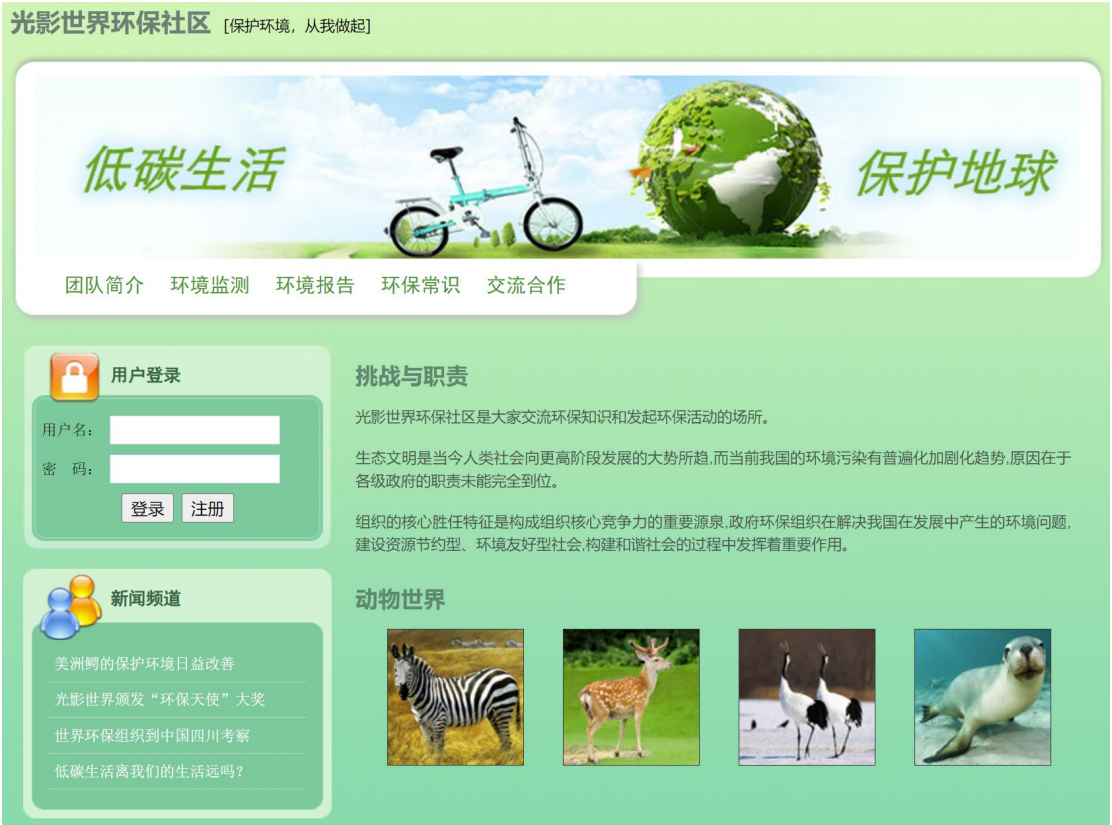 光影世界环保社区 [保护环境，从我做起]
低碳生活
保护地球
团队简介 环境监测 环境报告 环保常识 交流合作
用户登录
用户名：
密 码：
登录 注册
新闻频道
美洲鳄的保护环境日益改善
光影世界颁发“环保天使”大奖
世界环保组织到中国四川考察
低碳生活离我们的生活远吗？
挑战与职责
光影世界环保社区是大家交流环保知识和发起环保活动的场所。
生态文明是当今人类社会向更高阶段发展的大势所趋,而当前我国的环境污染有普遍化加剧化趋势,原因在于
各级政府的职责未能完全到位。
组织的核心胜任特征是构成组织核心竞争力的重要源泉,政府环保组织在解决我国在发展中产生的环境问题,
建设资源节约型、环境友好型社会,构建和谐社会的过程中发挥着重要作用。
动物世界